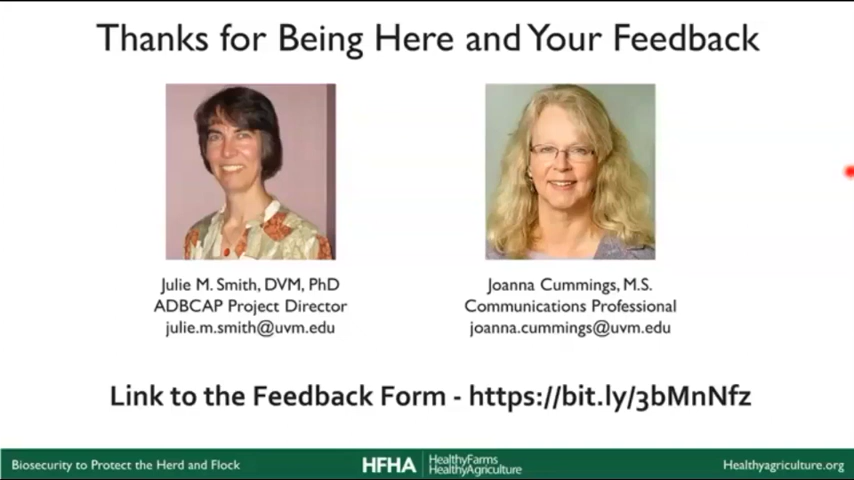 Thanks for Being Here and Your Feedback
Julie M. Smith, DVM, PhD
ADBCAP Project Director
julie.m.smith@uvm.edu
Joanna Cummings, M.S.
Communications Professional
joanna.cummings@uvm.edu
Link to the Feedback Form - https://bit.ly/3bMnNfz
Biosecurity to Protect the Herd and Flock
HFHA
HealthyFarms
HealthyAgriculture
Healthyagriculture.org